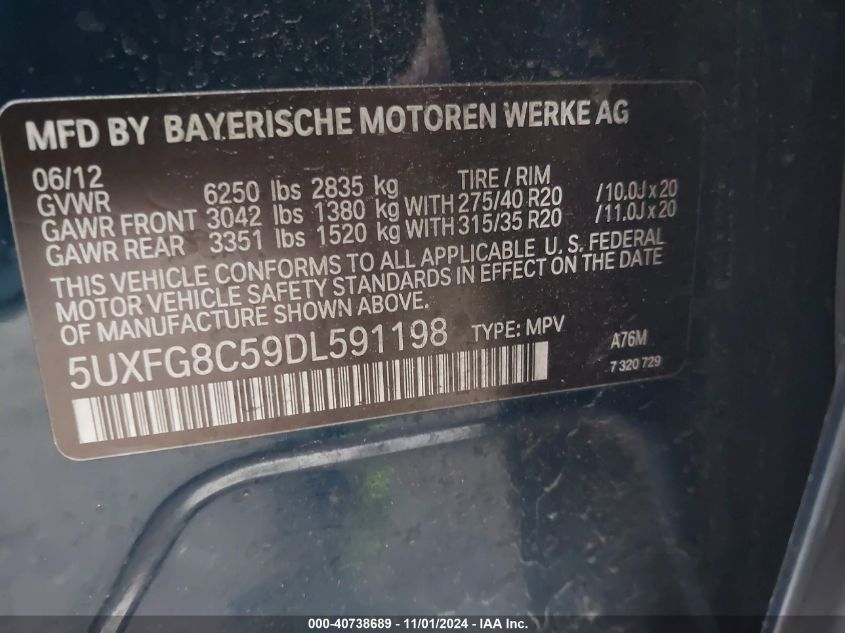 MFD BY BAYERISCHE MOTOREN WERKE AG
06/12 TIRE / RIM
GVWR 6250 lbs 2835 kg
GAWR FRONT 3042 lbs 1380 kg WITH 275/40 R20 /10.0J x 20
GAWR REAR 3351 lbs 1520 kg WITH 315/35 R20 /11.0J x 20
THIS VEHICLE CONFORMS TO ALL APPLICABLE U. S. FEDERAL
MOTOR VEHICLE SAFETY STANDARDS IN EFFECT ON THE DATE
OF MANUFACTURE SHOWN ABOVE.
5UXFG8C59DL591198 TYPE: MPV A76M
7 320 729
000-40738689 - 11/01/2024 - IAA Inc.